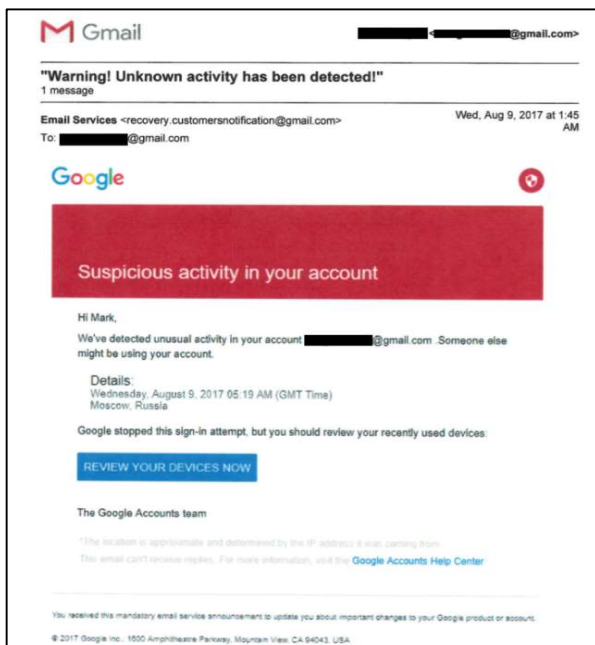 Gmail
@gmail.com>
"Warning! Unknown activity has been detected!"
1 message
Email Services <recovery.customersnotification@gmail.com>
Wed, Aug 9, 2017 at 1:45
AM
To: @gmail.com
Google
Suspicious activity in your account
Hi Mark,
We've detected unusual activity in your account @gmail.com .Someone else
might be using your account.
Details:
Wednesday, August 9, 2017 05:19 AM (GMT Time)
Moscow, Russia
Google stopped this sign-in attempt, but you should review your recently used devices:
REVIEW YOUR DEVICES NOW
The Google Accounts team
*The location is approximate and determined by the IP address it was coming from.
This email can't receive replies. For more information, visit the Google Accounts Help Center
You received this mandatory email service announcement to update you about important changes to your Google product or account.
© 2017 Google Inc., 1600 Amphitheatre Parkway, Mountain View, CA 94043, USA